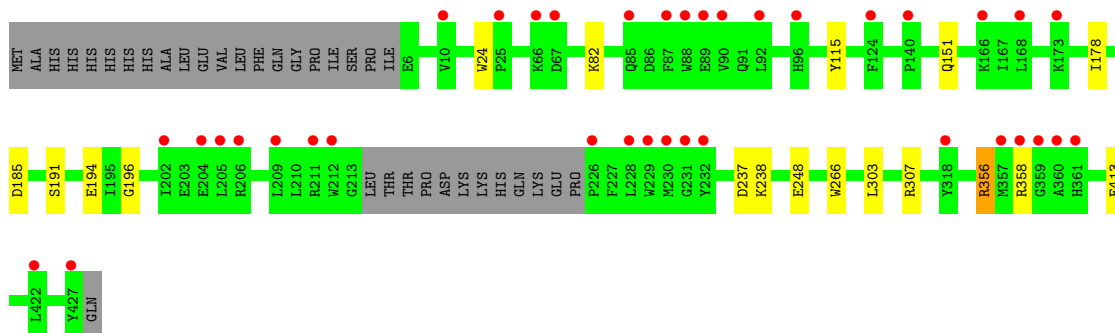 MET ALA HIS HIS HIS HIS HIS HIS ALA LEU GLU VAL LEU PHE GLN GLY PRO ILE SER PRO ILE E6 V10 W24 P25 K66 D67 K82 Q85 D86 F87 W88 E89 V90 Q91 L92 H96 Y115 F124 P140 Q151 K166 I167 L168 K173 I178
D185 S191 E194 I195 G196 I202 E203 E204 L205 R206 L209 L210 R211 W212 G213 LEU THR THR PRO ASP LYS LYS HIS GLN LYS GLU PRO P226 F227 L228 W229 M230 G231 Y232 D237 K238 E248 W266 L303 R307 Y318 R356 M357 R358 G359 A360 H361
L422 Y427 GLN